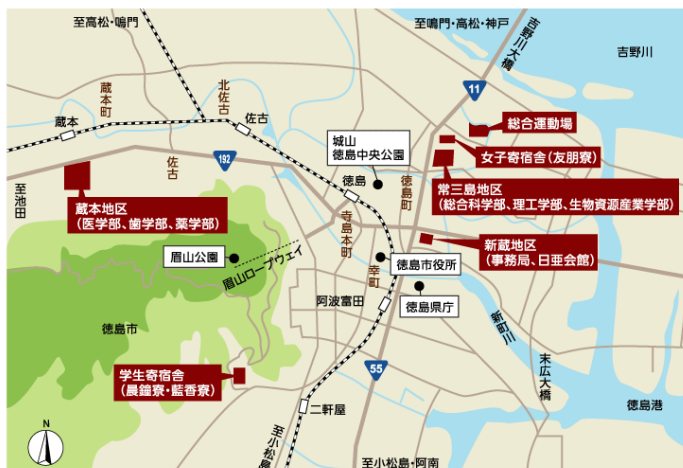 至高松・鳴門
至鳴門・高松・神戸
吉野川大橋
吉野川
11
蔵本町
北佐古
蔵本
佐古
総合運動場
城山
徳島中央公園
女子寄宿舎(友朋寮)
佐古
192
徳島
徳島町
常三島地区
(総合科学部、理工学部、生物資源産業学部)
至池田
蔵本地区
(医学部、歯学部、薬学部)
寺島本町
新蔵地区
(事務局、日亜会館)
眉山公園
眉山ロープウェイ
幸町
徳島市役所
徳島県庁
阿波富田
新町川
徳島市
末広大橋
学生寄宿舎
(晨鐘寮・藍香寮)
55
二軒屋
徳島港
N
至小松島
至小松島・阿南